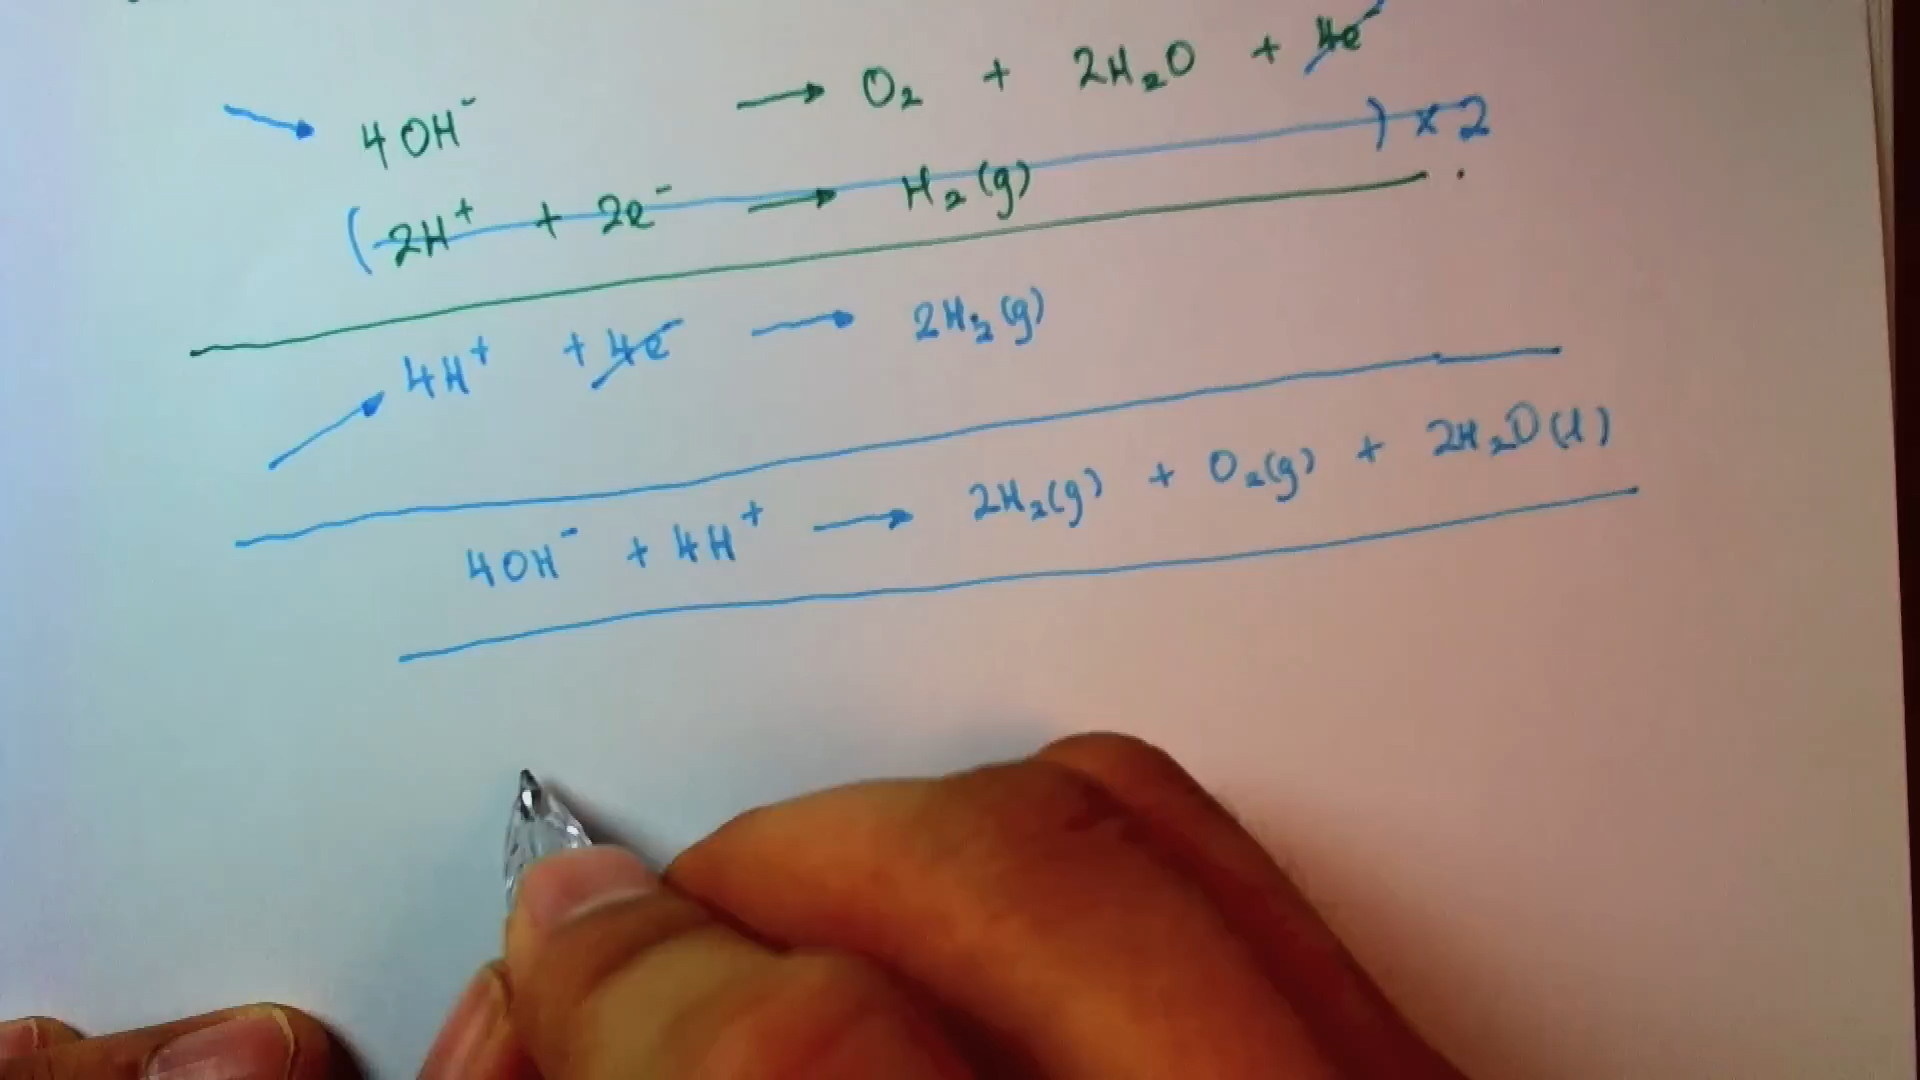 4OH⁻ → O₂ + 2H₂O + 4e⁻
(2H⁺ + 2e⁻ → H₂(g) ) × 2
4H⁺ + 4e⁻ → 2H₂(g)
4OH⁻ + 4H⁺ → 2H₂(g) + O₂(g) + 2H₂O(l)